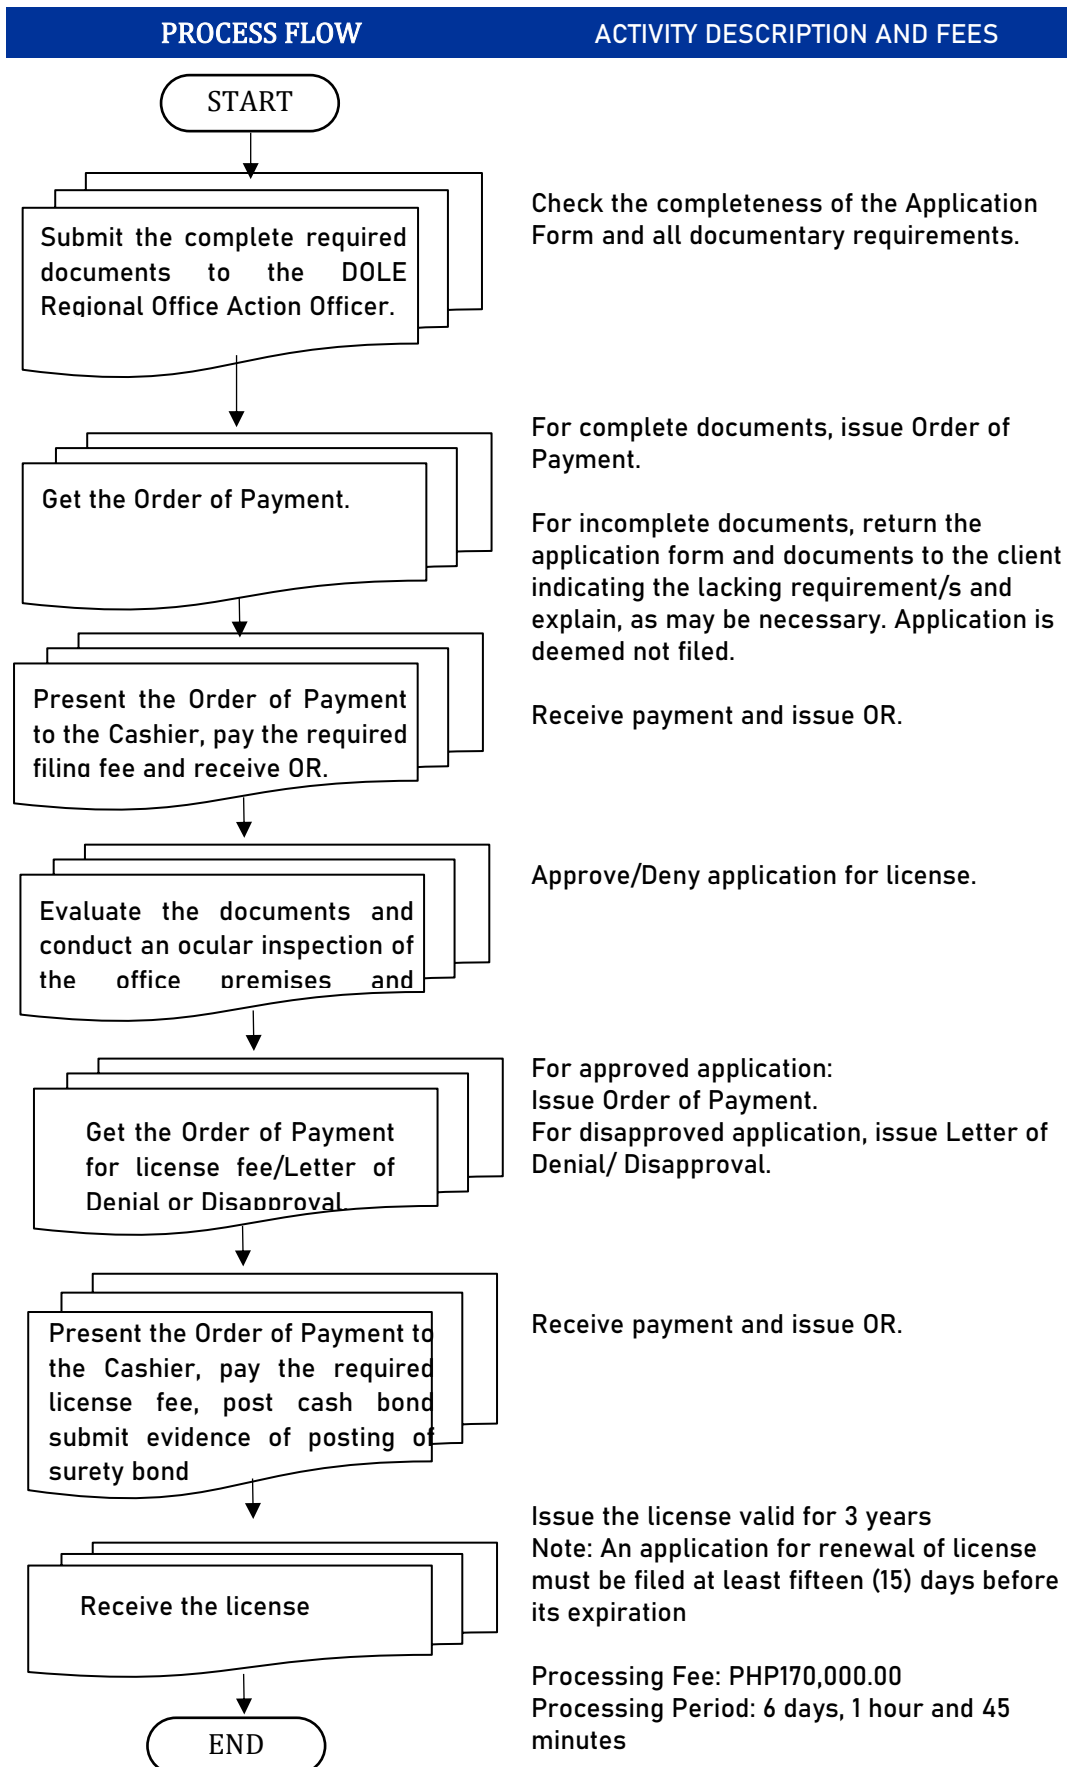 PROCESS FLOW
ACTIVITY DESCRIPTION AND FEES
START
Submit the complete required
documents to the DOLE
Regional Office Action Officer.
Check the completeness of the Application
Form and all documentary requirements.
Get the Order of Payment.
For complete documents, issue Order of
Payment.
For incomplete documents, return the
application form and documents to the client
indicating the lacking requirement/s and
explain, as may be necessary. Application is
deemed not filed.
Present the Order of Payment
to the Cashier, pay the required
filing fee and receive OR.
Receive payment and issue OR.
Evaluate the documents and
conduct an ocular inspection of
the office premises and
Approve/Deny application for license.
Get the Order of Payment
for license fee/Letter of
Denial or Disapproval.
For approved application:
Issue Order of Payment.
For disapproved application, issue Letter of
Denial/ Disapproval.
Present the Order of Payment to
the Cashier, pay the required
license fee, post cash bond
submit evidence of posting of
surety bond
Receive payment and issue OR.
Receive the license
Issue the license valid for 3 years
Note: An application for renewal of license
must be filed at least fifteen (15) days before
its expiration
Processing Fee: PHP170,000.00
Processing Period: 6 days, 1 hour and 45
minutes
END